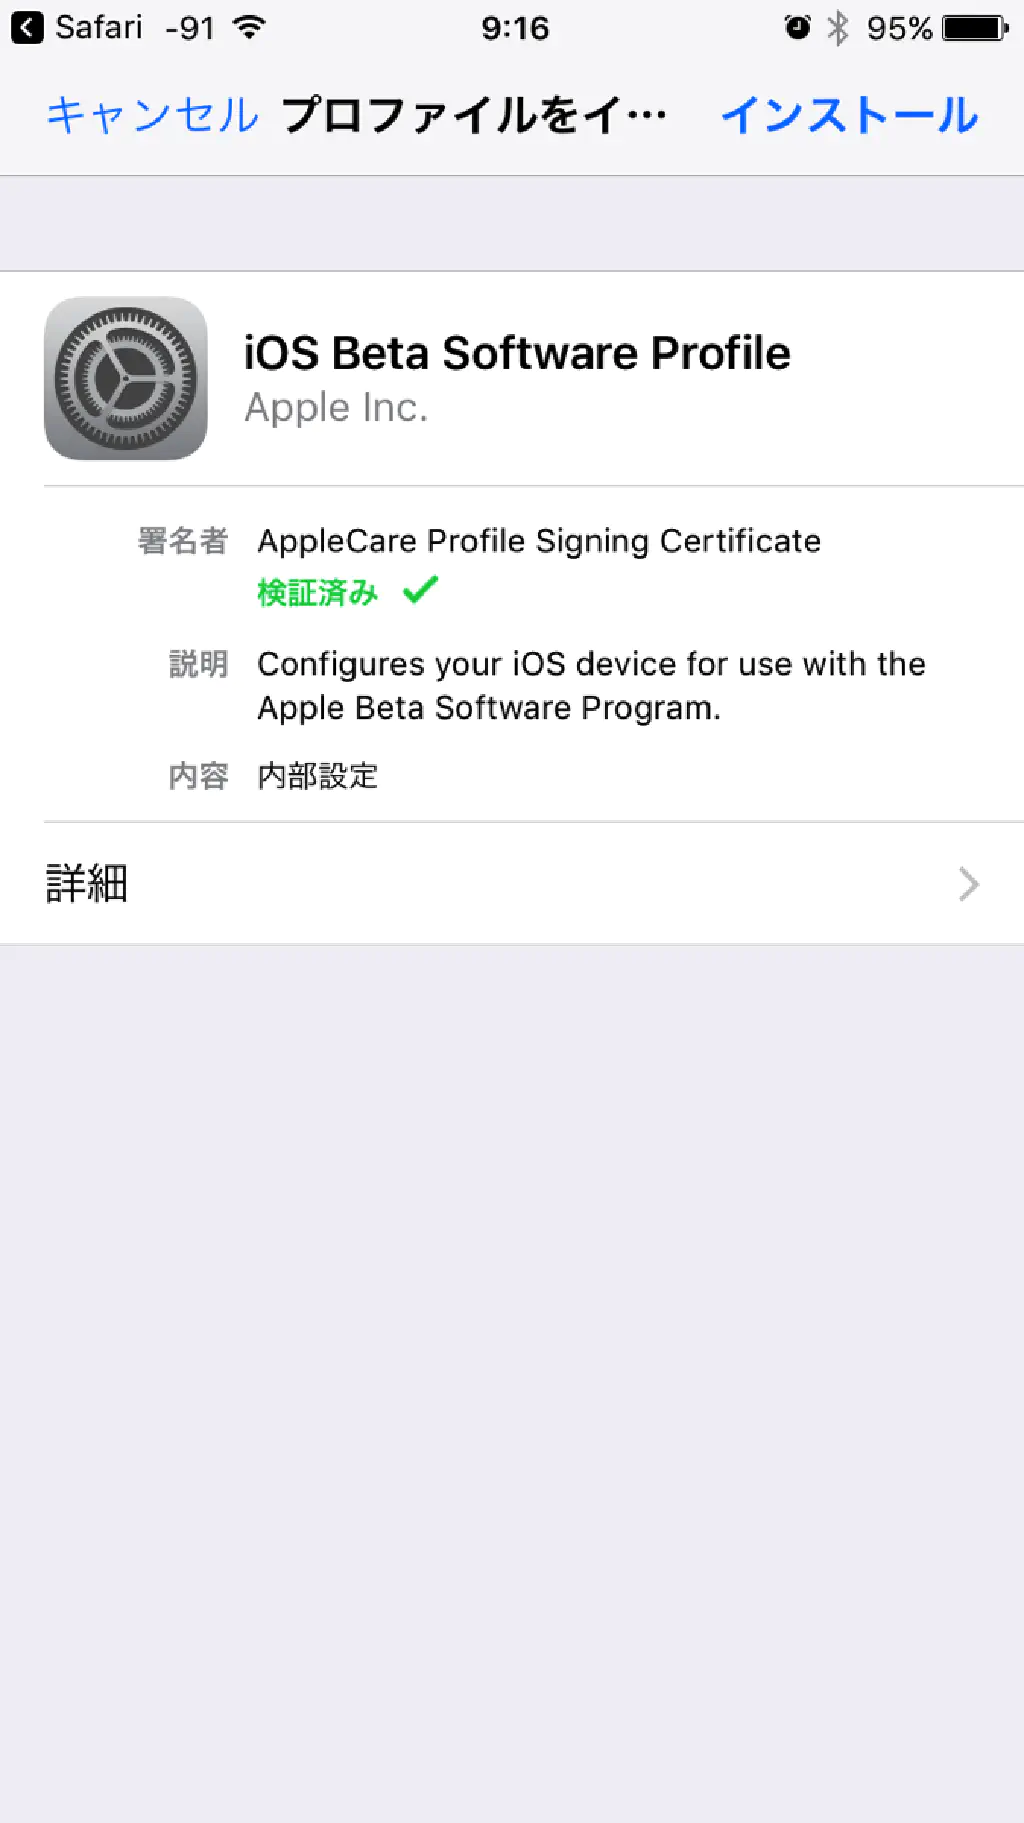 Safari -91 9:16 95%
キャンセル プロファイルをイ… インストール
iOS Beta Software Profile
Apple Inc.
署名者 AppleCare Profile Signing Certificate
検証済み
説明 Configures your iOS device for use with the
Apple Beta Software Program.
内容 内部設定
詳細